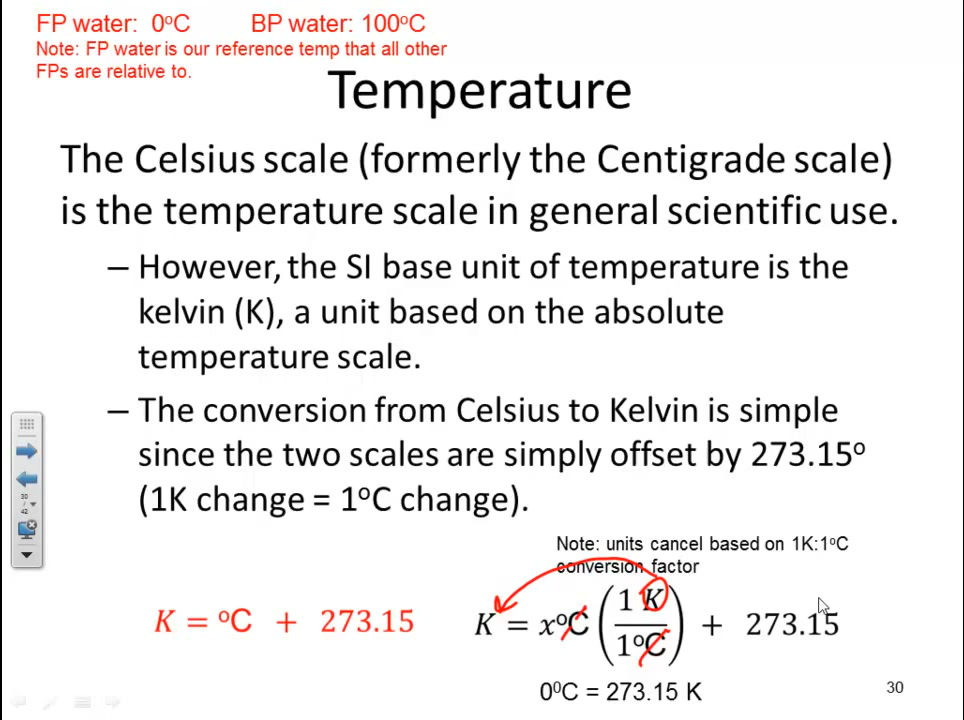 FP water: 0°C BP water: 100°C
Note: FP water is our reference temp that all other
FPs are relative to.
Temperature
The Celsius scale (formerly the Centigrade scale)
is the temperature scale in general scientific use.
– However, the SI base unit of temperature is the
kelvin (K), a unit based on the absolute
temperature scale.
– The conversion from Celsius to Kelvin is simple
since the two scales are simply offset by 273.15°
(1K change = 1°C change).
20
/
42
Note: units cancel based on 1K:1°C
conversion factor
K = °C + 273.15
K = x°C (1 K / 1°C) + 273.15
0°C = 273.15 K
30